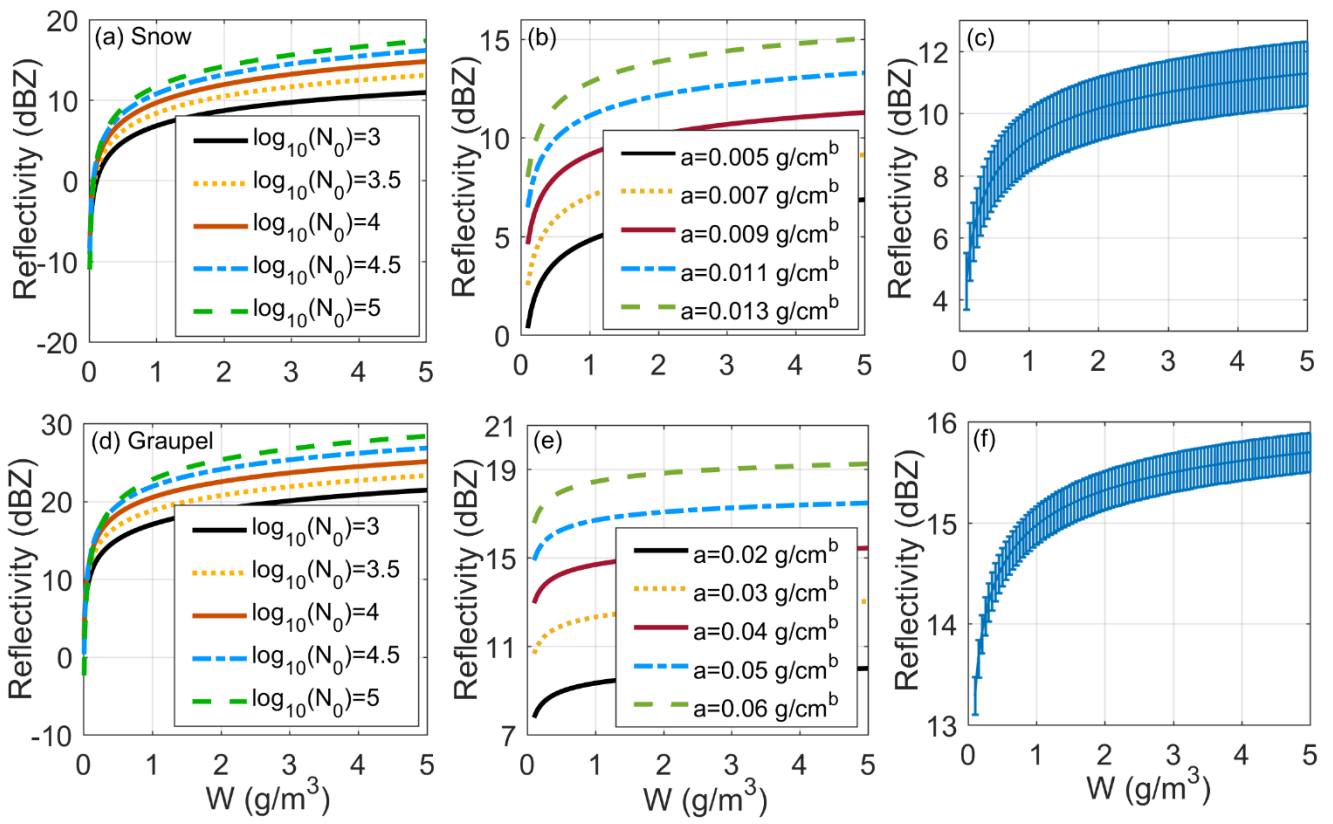 (a) Snow
Reflectivity (dBZ)
20
10
0
-10
-20
0 1 2 3 4 5
log10(N0)=3
log10(N0)=3.5
log10(N0)=4
log10(N0)=4.5
log10(N0)=5
(b)
Reflectivity (dBZ)
15
10
5
0
0 1 2 3 4 5
a=0.005 g/cm^b
a=0.007 g/cm^b
a=0.009 g/cm^b
a=0.011 g/cm^b
a=0.013 g/cm^b
(c)
Reflectivity (dBZ)
12
10
8
6
4
0 1 2 3 4 5
(d) Graupel
Reflectivity (dBZ)
30
20
10
0
-10
0 1 2 3 4 5
W (g/m^3)
log10(N0)=3
log10(N0)=3.5
log10(N0)=4
log10(N0)=4.5
log10(N0)=5
(e)
Reflectivity (dBZ)
21
19
17
15
13
11
9
7
0 1 2 3 4 5
W (g/m^3)
a=0.02 g/cm^b
a=0.03 g/cm^b
a=0.04 g/cm^b
a=0.05 g/cm^b
a=0.06 g/cm^b
(f)
Reflectivity (dBZ)
16
15
14
13
0 1 2 3 4 5
W (g/m^3)